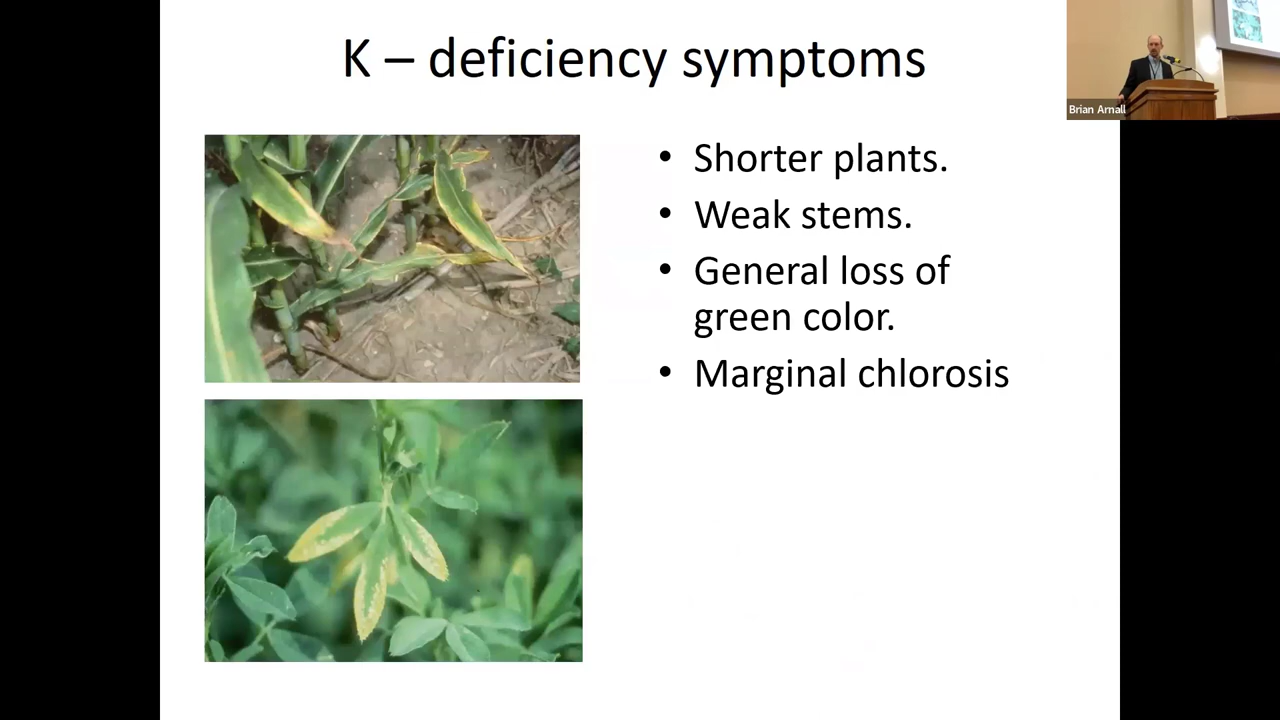 K – deficiency symptoms
Brian Arnall
• Shorter plants.
• Weak stems.
• General loss of
green color.
• Marginal chlorosis